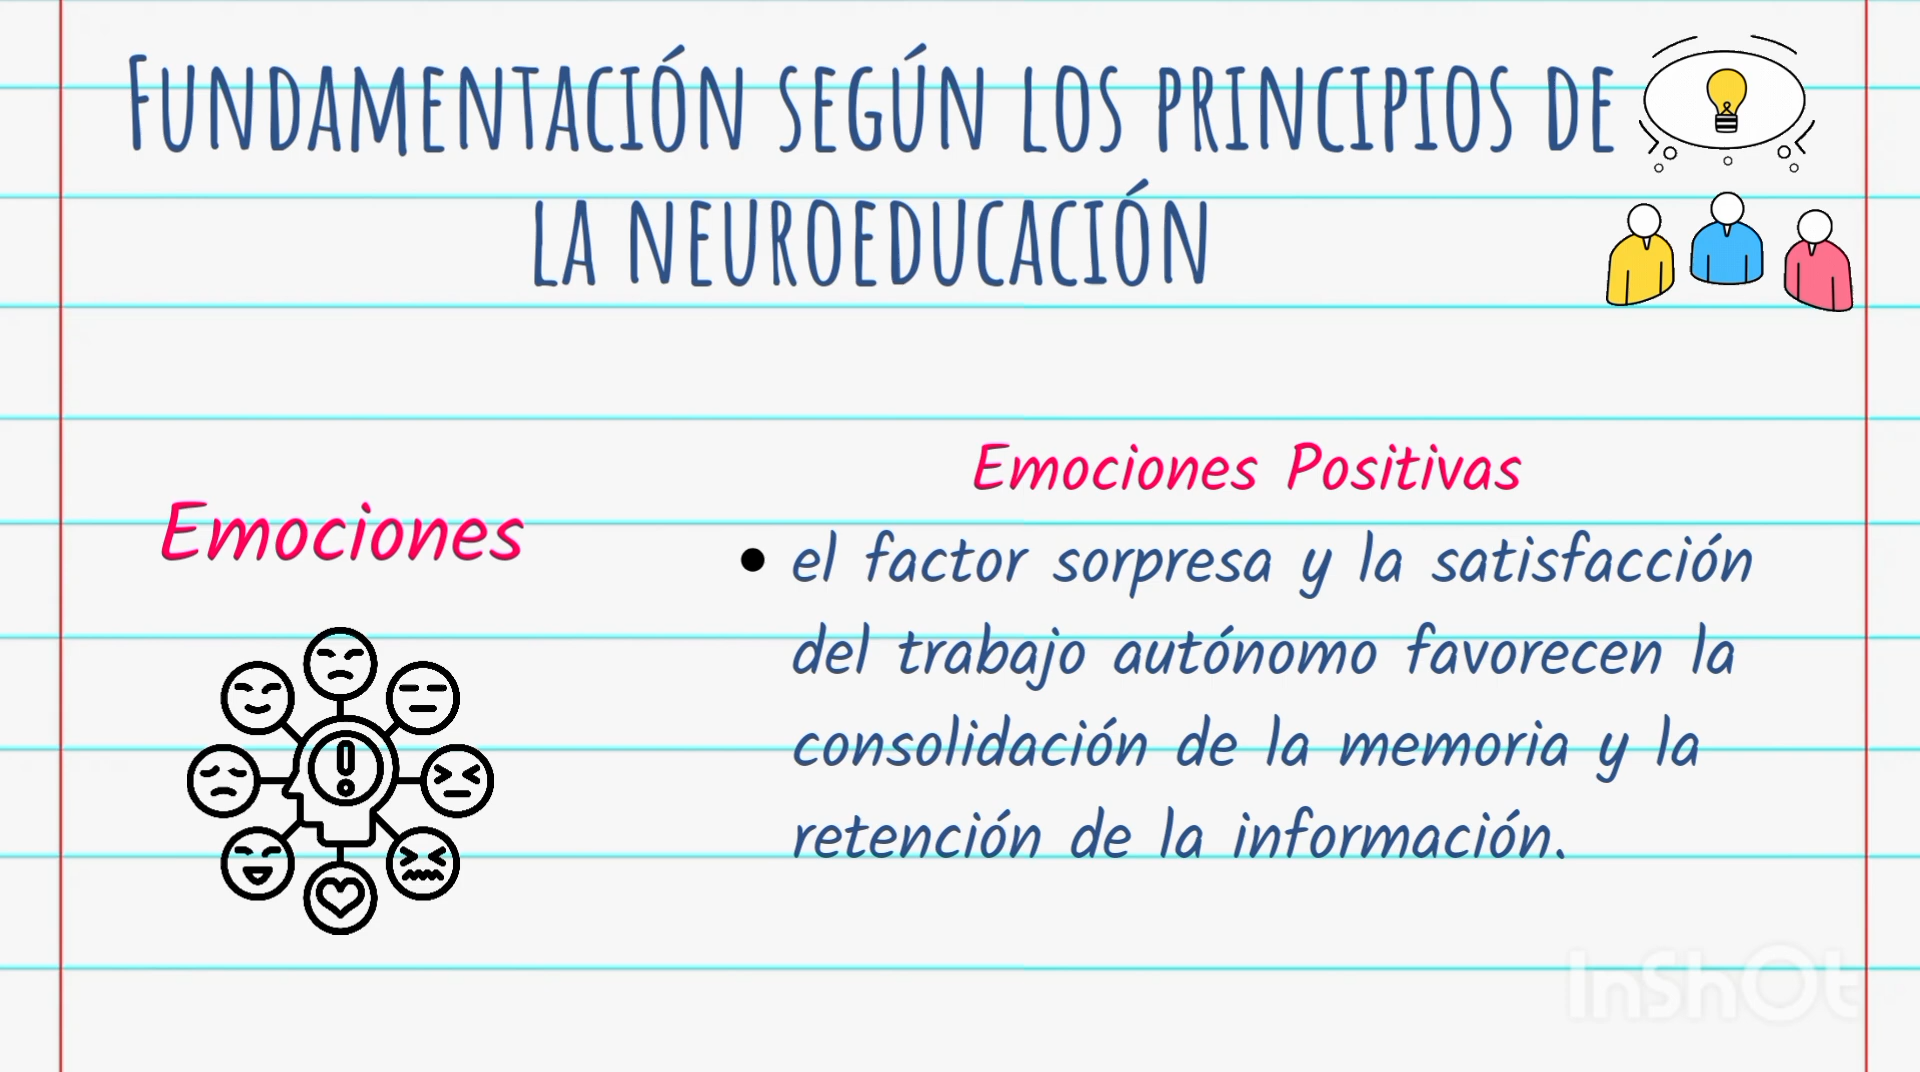 Fundamentación según los principios de
la neuroeducación
Emociones
Emociones Positivas
• el factor sorpresa y la satisfacción
del trabajo autónomo favorecen la
consolidación de la memoria y la
retención de la información.
InShOt